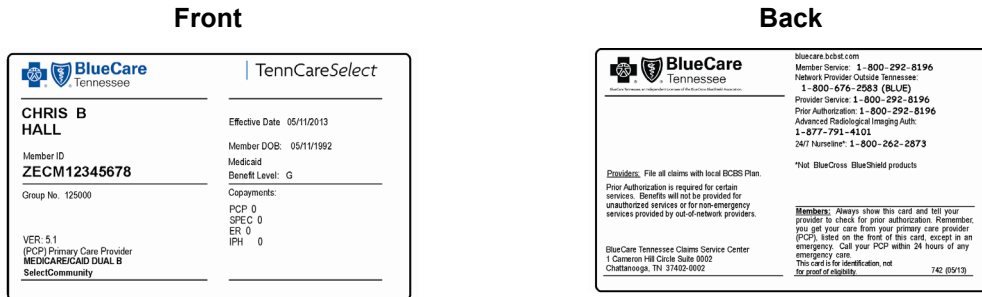 Front
BlueCare
Tennessee
TennCareSelect
CHRIS B
HALL
Member ID
ZECM12345678
Effective Date 05/11/2013
Member DOB: 05/11/1992
Medicaid
Benefit Level: G
Group No. 125000
Copayments:
PCP 0
SPEC 0
ER 0
IPH 0
VER: 5.1
(PCP) Primary Care Provider
MEDICARE/CAID DUAL B
SelectCommunity
Back
BlueCare
Tennessee
BlueCare Tennessee, an Independent Licensee of the BlueCross BlueShield Association
Providers: File all claims with local BCBS Plan.
Prior Authorization is required for certain
services. Benefits will not be provided for
unauthorized services or for non-emergency
services provided by out-of-network providers.
BlueCare Tennessee Claims Service Center
1 Cameron Hill Circle Suite 0002
Chattanooga, TN 37402-0002
bluecare.bcbst.com
Member Service: 1-800-292-8196
Network Provider Outside Tennessee:
1-800-676-2583 (BLUE)
Provider Service: 1-800-292-8196
Prior Authorization: 1-800-292-8196
Advanced Radiological Imaging Auth:
1-877-791-4101
24/7 Nurseline*: 1-800-262-2873
*Not BlueCross BlueShield products
Members: Always show this card and tell your
provider to check for prior authorization. Remember,
you get your care from your primary care provider
(PCP), listed on the front of this card, except in an
emergency. Call your PCP within 24 hours of any
emergency care.
This card is for identification, not
for proof of eligibility. 742 (05/13)